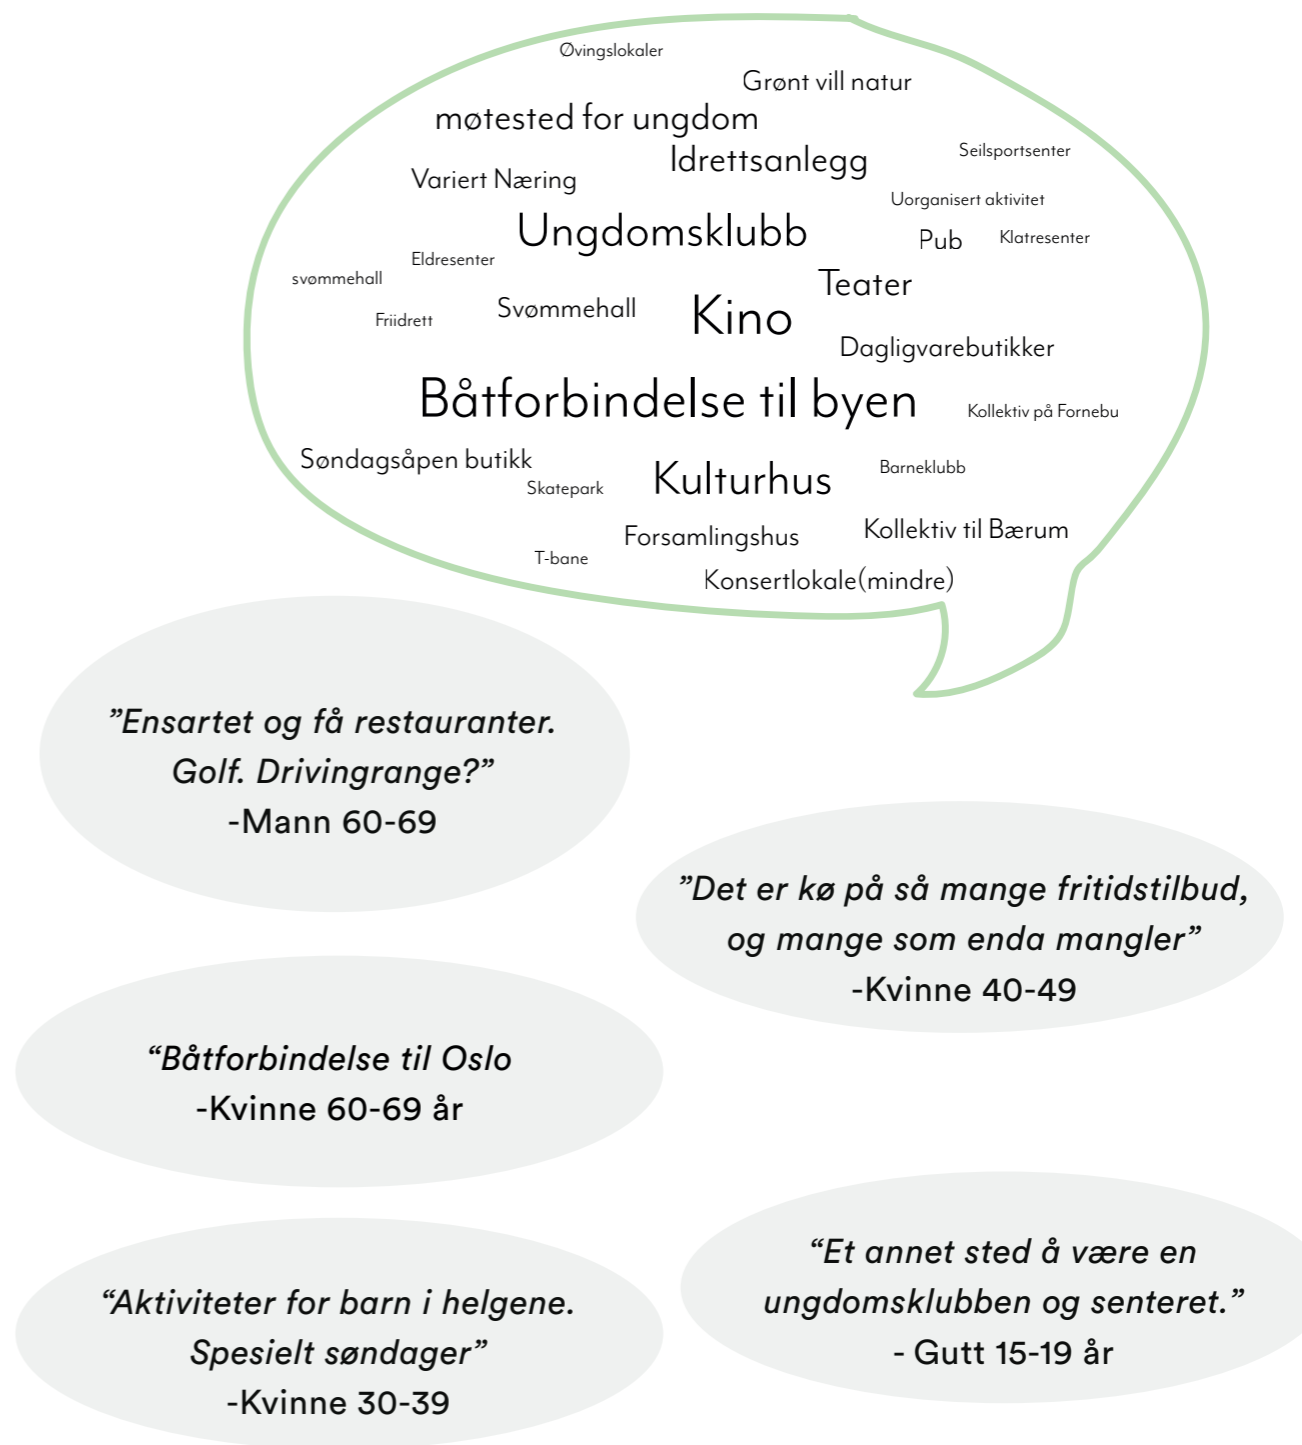 Øvingslokaler
Grønt vill natur
møtested for ungdom
Idrettsanlegg
Seilsportsenter
Variert Næring
Uorganisert aktivitet
Ungdomsklubb
Pub
Klatresenter
Eldresenter
svømmehall
Teater
Friidrett
Svømmehall
Kino
Dagligvarebutikker
Båtforbindelse til byen
Kollektiv på Fornebu
Søndagsåpen butikk
Skatepark
Kulturhus
Barneklubb
Forsamlingshus
Kollektiv til Bærum
T-bane
Konsertlokale(mindre)
”Ensartet og få restauranter.
Golf. Drivingrange?”
-Mann 60-69
”Det er kø på så mange fritidstilbud,
og mange som enda mangler”
-Kvinne 40-49
“Båtforbindelse til Oslo
-Kvinne 60-69 år
“Et annet sted å være en
ungdomsklubben og senteret.”
- Gutt 15-19 år
“Aktiviteter for barn i helgene.
Spesielt søndager”
-Kvinne 30-39